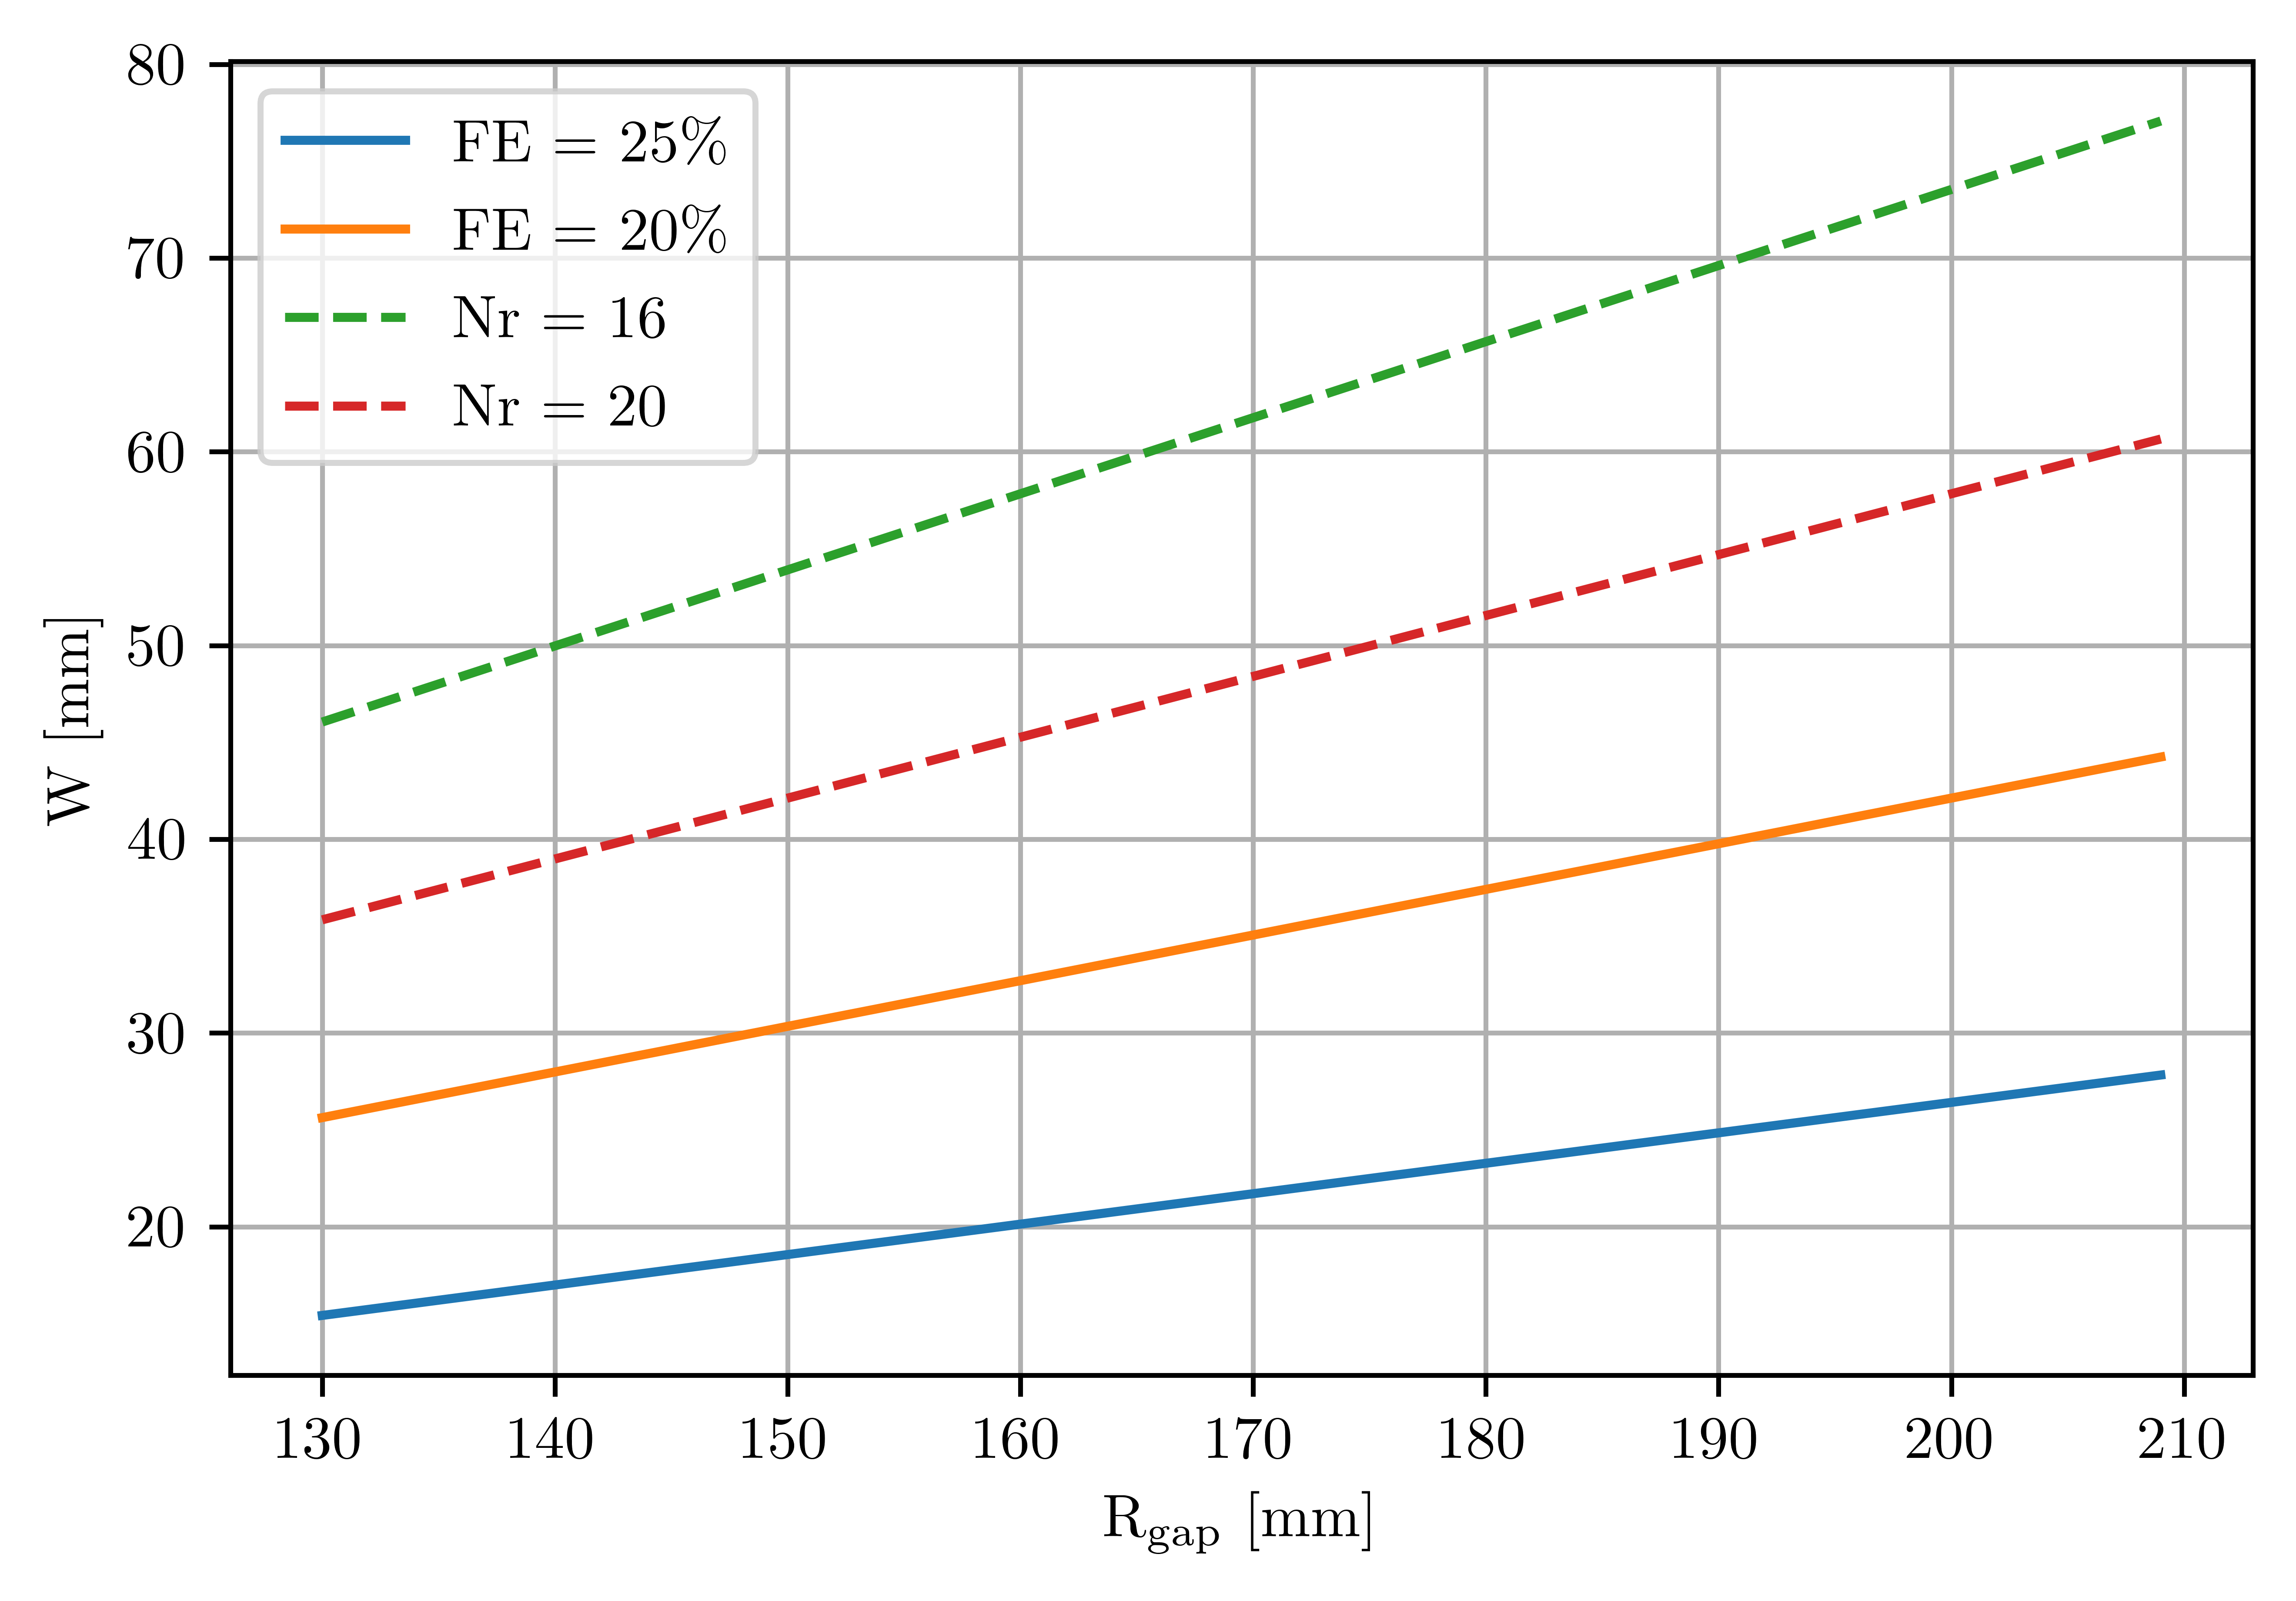 80
70
60
50
40
30
20
W [mm]
FE = 25%
FE = 20%
Nr = 16
Nr = 20
130 140 150 160 170 180 190 200 210
R_gap [mm]